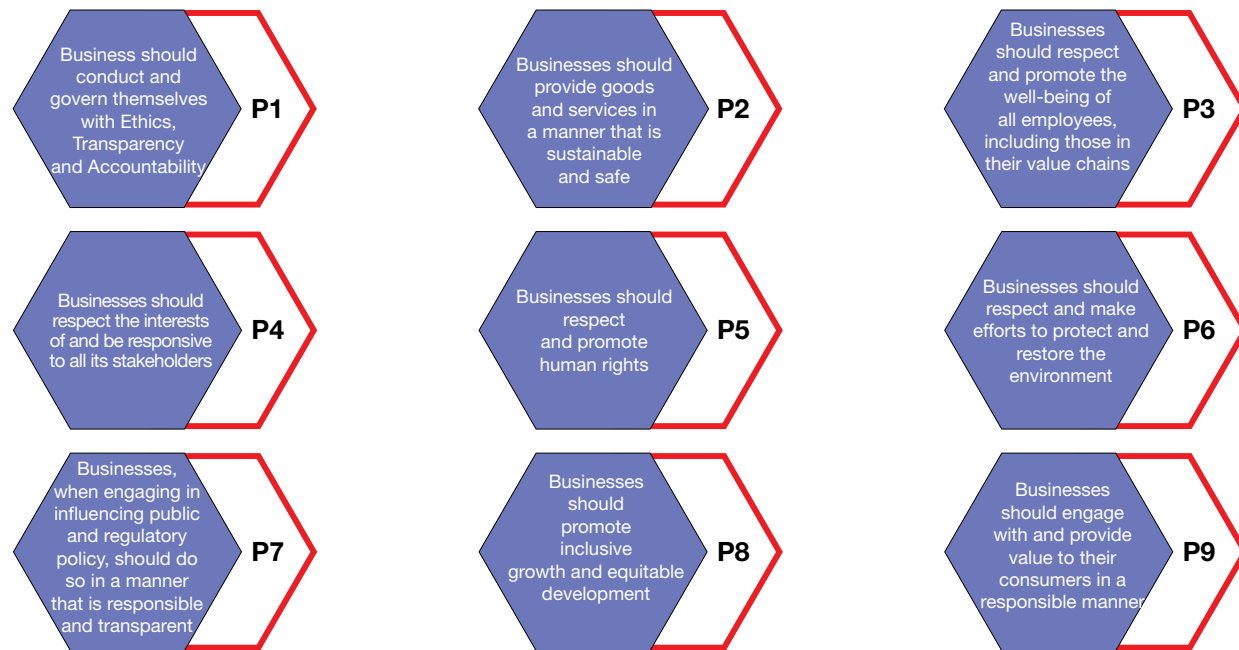 Business should
conduct and
govern themselves
with Ethics,
Transparency
and Accountability
P1
Businesses should
provide goods
and services in
a manner that is
sustainable
and safe
P2
Businesses
should respect
and promote the
well-being of
all employees,
including those in
their value chains
P3
Businesses should
respect the interests
of and be responsive
to all its stakeholders
P4
Businesses should
respect
and promote
human rights
P5
Businesses should
respect and make
efforts to protect and
restore the
environment
P6
Businesses,
when engaging in
influencing public
and regulatory
policy, should do
so in a manner
that is responsible
and transparent
P7
Businesses
should
promote
inclusive
growth and equitable
development
P8
Businesses
should engage
with and provide
value to their
consumers in a
responsible manner
P9